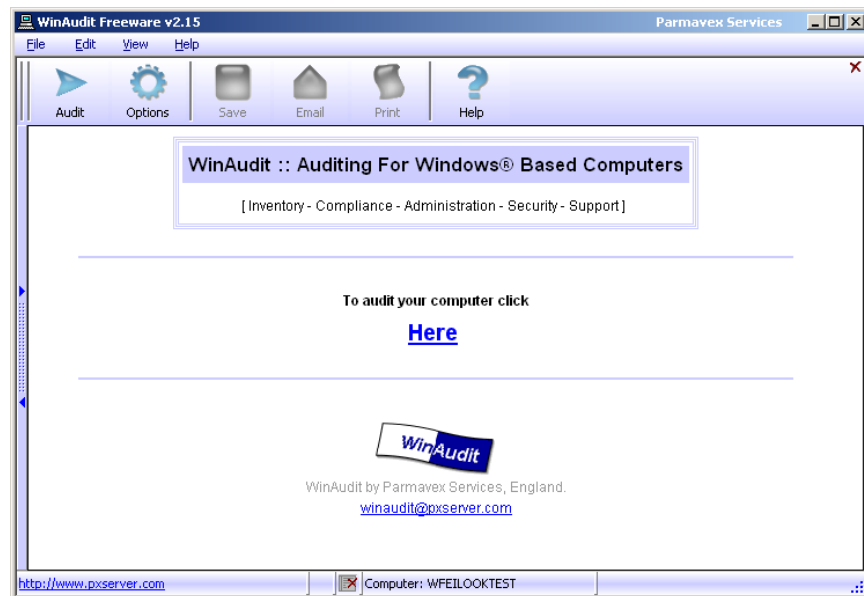 WinAudit Freeware v2.15 Parmavex Services
File Edit View Help
Audit Options Save Email Print Help
WinAudit :: Auditing For Windows® Based Computers
[ Inventory - Compliance - Administration - Security - Support ]
To audit your computer click
Here
WinAudit
WinAudit by Parmavex Services, England.
winaudit@pxserver.com
http://www.pxserver.com Computer: WFEILOOKTEST